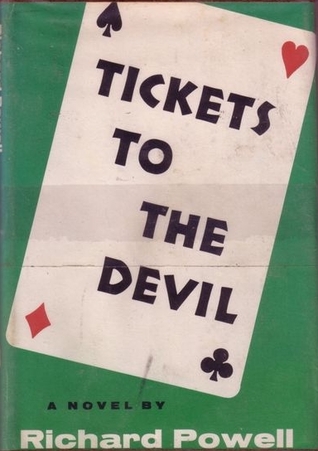 TICKETS
TO
THE
DEVIL
A NOVEL BY
Richard Powell